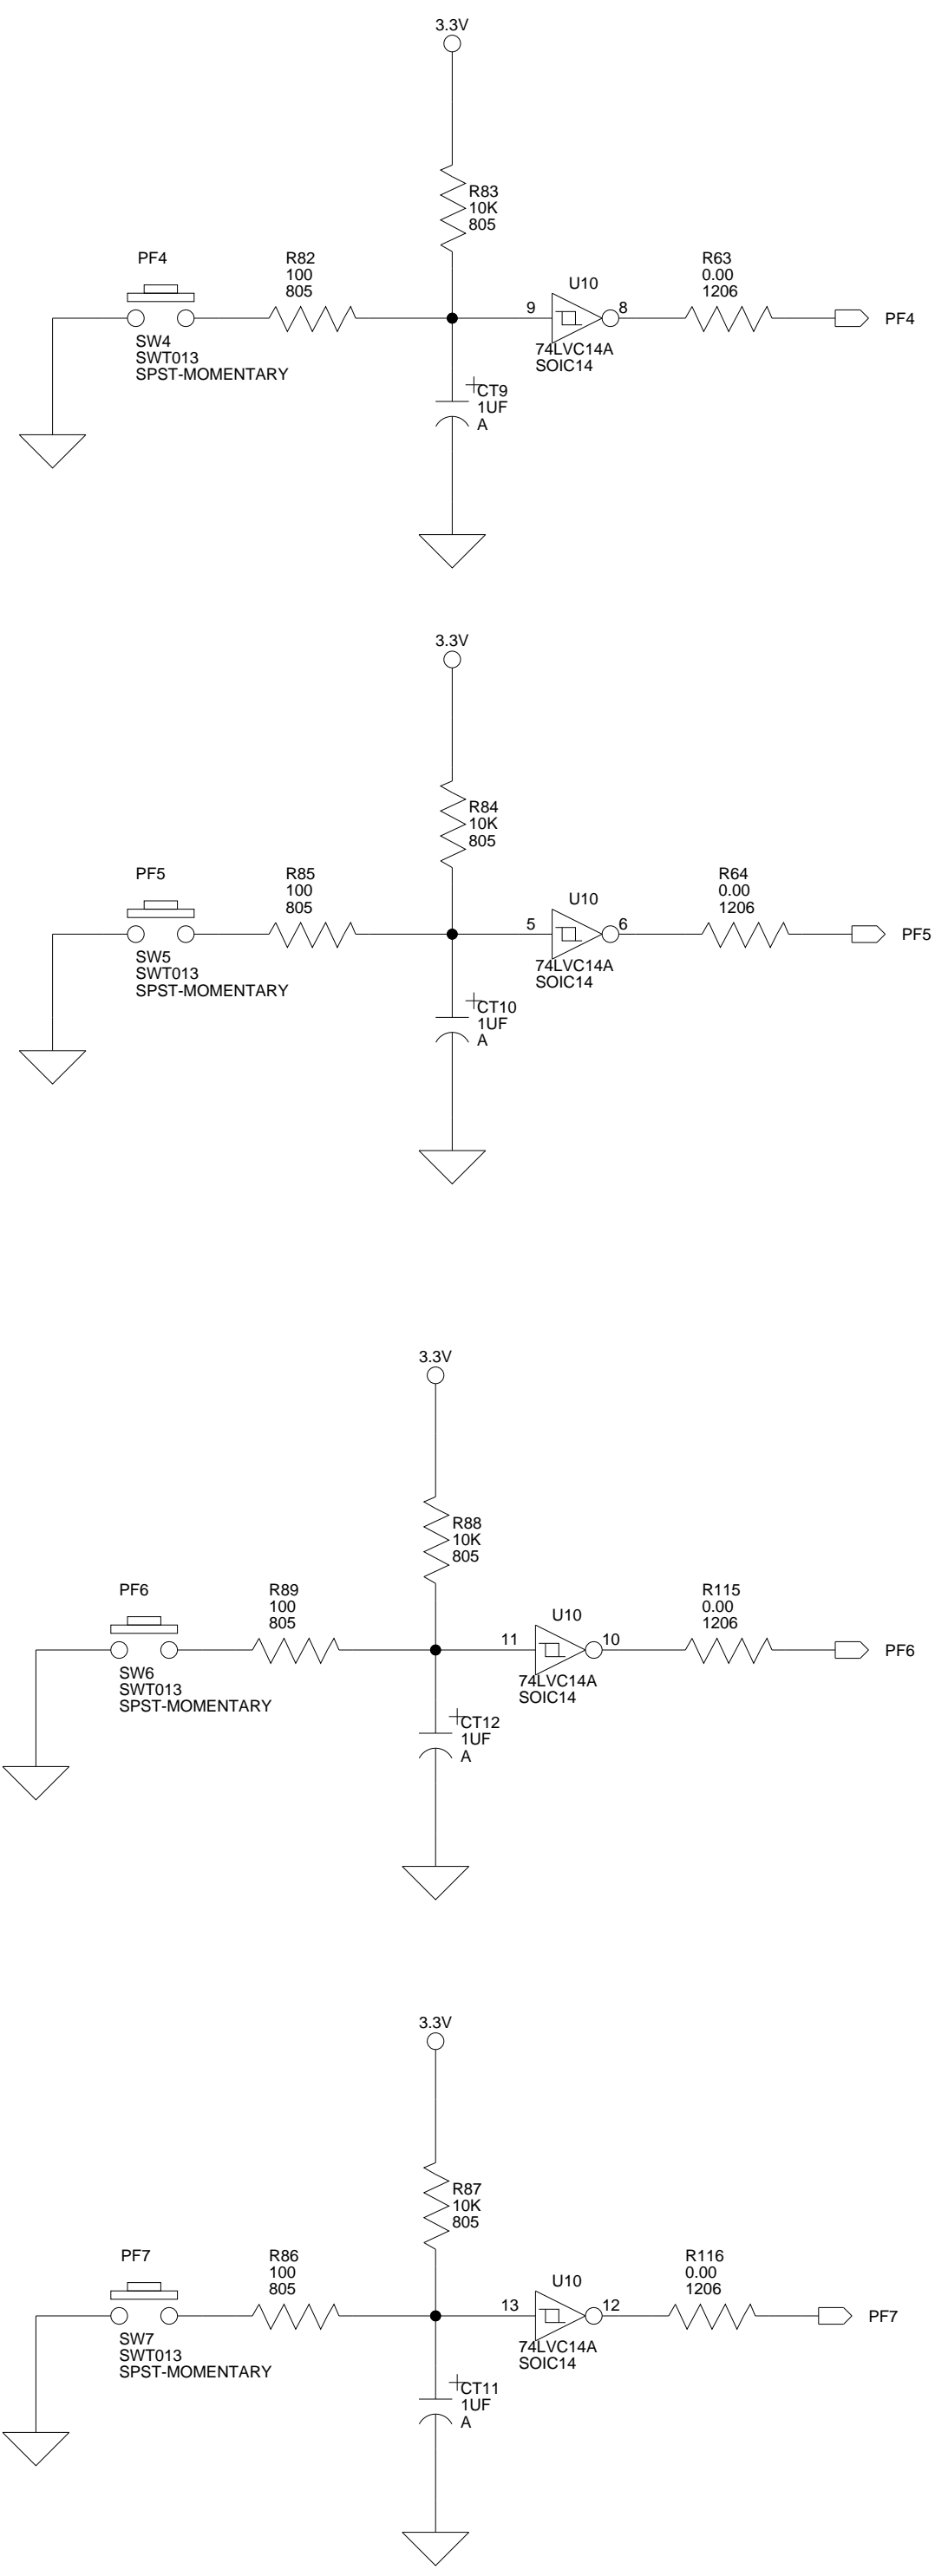 3.3V
R83
10K
805
PF4
R82
100
805
U10
R63
0.00
1206
9
8
PF4
SW4
SWT013
SPST-MOMENTARY
74LVC14A
SOIC14
+
CT9
1UF
A
3.3V
R84
10K
805
PF5
R85
100
805
U10
R64
0.00
1206
5
6
PF5
SW5
SWT013
SPST-MOMENTARY
74LVC14A
SOIC14
+
CT10
1UF
A
3.3V
R88
10K
805
PF6
R89
100
805
U10
R115
0.00
1206
11
10
PF6
SW6
SWT013
SPST-MOMENTARY
74LVC14A
SOIC14
+
CT12
1UF
A
3.3V
R87
10K
805
PF7
R86
100
805
U10
R116
0.00
1206
13
12
PF7
SW7
SWT013
SPST-MOMENTARY
74LVC14A
SOIC14
+
CT11
1UF
A